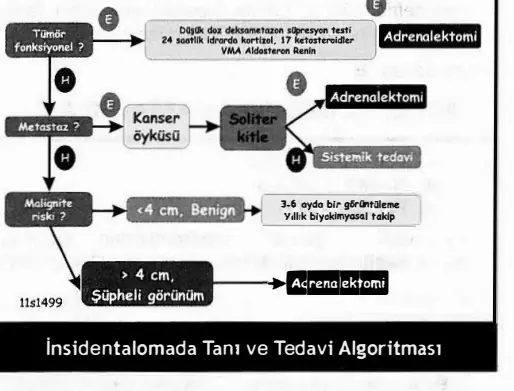 E
E
Tümör
fonksiyonel ?
Düşük doz deksametazon süpresyon testi
24 saatlik idrarda kortizol, 17 ketosteroidler
VMA Aldosteron Renin
Adrenalektomi
H
E
Metastaz ?
Kanser
öyküsü
Soliter
kitle
E
Adrenalektomi
H
Sistemik tedavi
H
Malignite
riski ?
<4 cm, Benign
3-6 ayda bir görüntüleme
Yıllık biyokimyasal takip
> 4 cm,
Şüpheli görünüm
Adrenalektomi
11s1499
İnsidentalomada Tanı ve Tedavi Algoritması